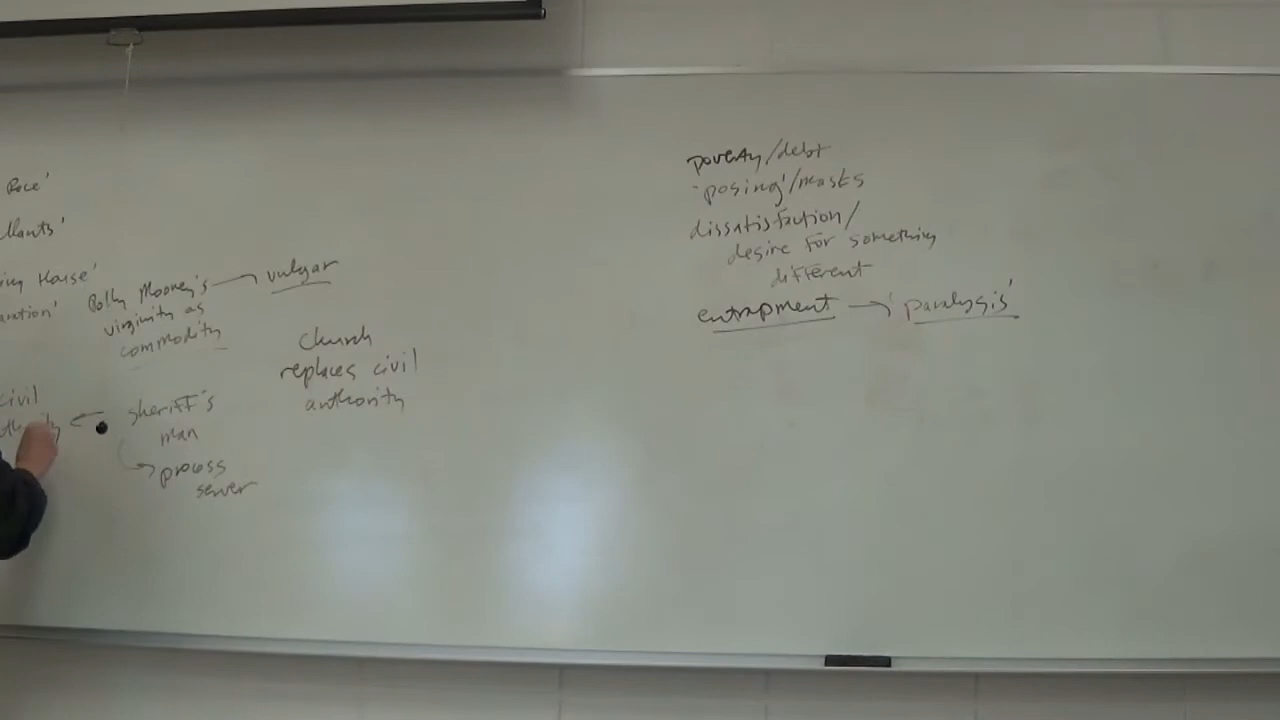 Race'
llants'
ing House'
aration'
Polly Mooney's → vulgar
virginity as
commodity
Church
replaces civil
authority
civil
sheriff's
man
process
server
poverty/debt
'posing'/masks
dissatisfaction/
desire for something
different
entrapment → 'paralysis'